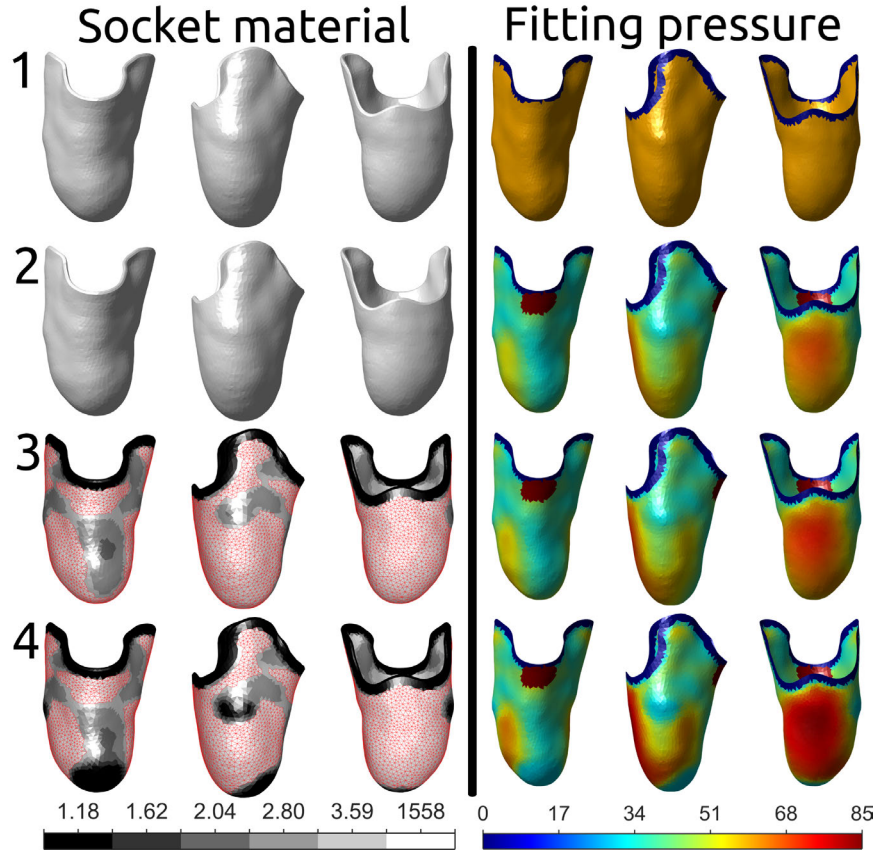 Socket material
Fitting pressure
1
2
3
4
1.18 1.62 2.04 2.80 3.59 1558
0 17 34 51 68 85